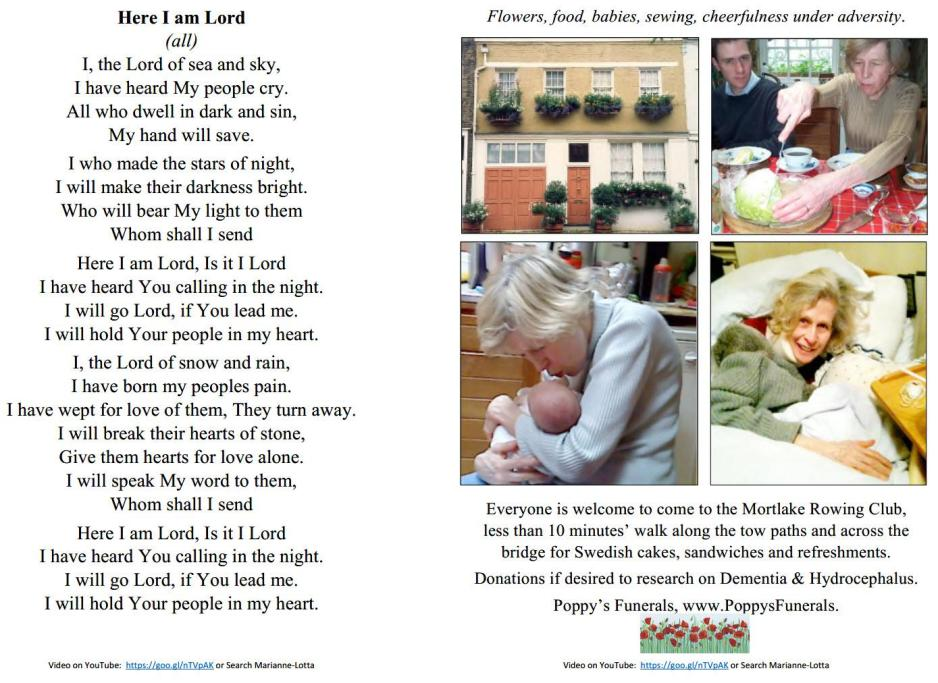 Here I am Lord
(all)
I, the Lord of sea and sky,
I have heard My people cry.
All who dwell in dark and sin,
My hand will save.
I who made the stars of night,
I will make their darkness bright.
Who will bear My light to them
Whom shall I send
Here I am Lord, Is it I Lord
I have heard You calling in the night.
I will go Lord, if You lead me.
I will hold Your people in my heart.
I, the Lord of snow and rain,
I have born my peoples pain.
I have wept for love of them, They turn away.
I will break their hearts of stone,
Give them hearts for love alone.
I will speak My word to them,
Whom shall I send
Here I am Lord, Is it I Lord
I have heard You calling in the night.
I will go Lord, if You lead me.
I will hold Your people in my heart.
Video on YouTube: https://goo.gl/nTVpAK or Search Marianne-Lotta
Flowers, food, babies, sewing, cheerfulness under adversity.
Everyone is welcome to come to the Mortlake Rowing Club,
less than 10 minutes’ walk along the tow paths and across the
bridge for Swedish cakes, sandwiches and refreshments.
Donations if desired to research on Dementia & Hydrocephalus.
Poppy’s Funerals, www.PoppysFunerals.
Video on YouTube: https://goo.gl/nTVpAK or Search Marianne-Lotta